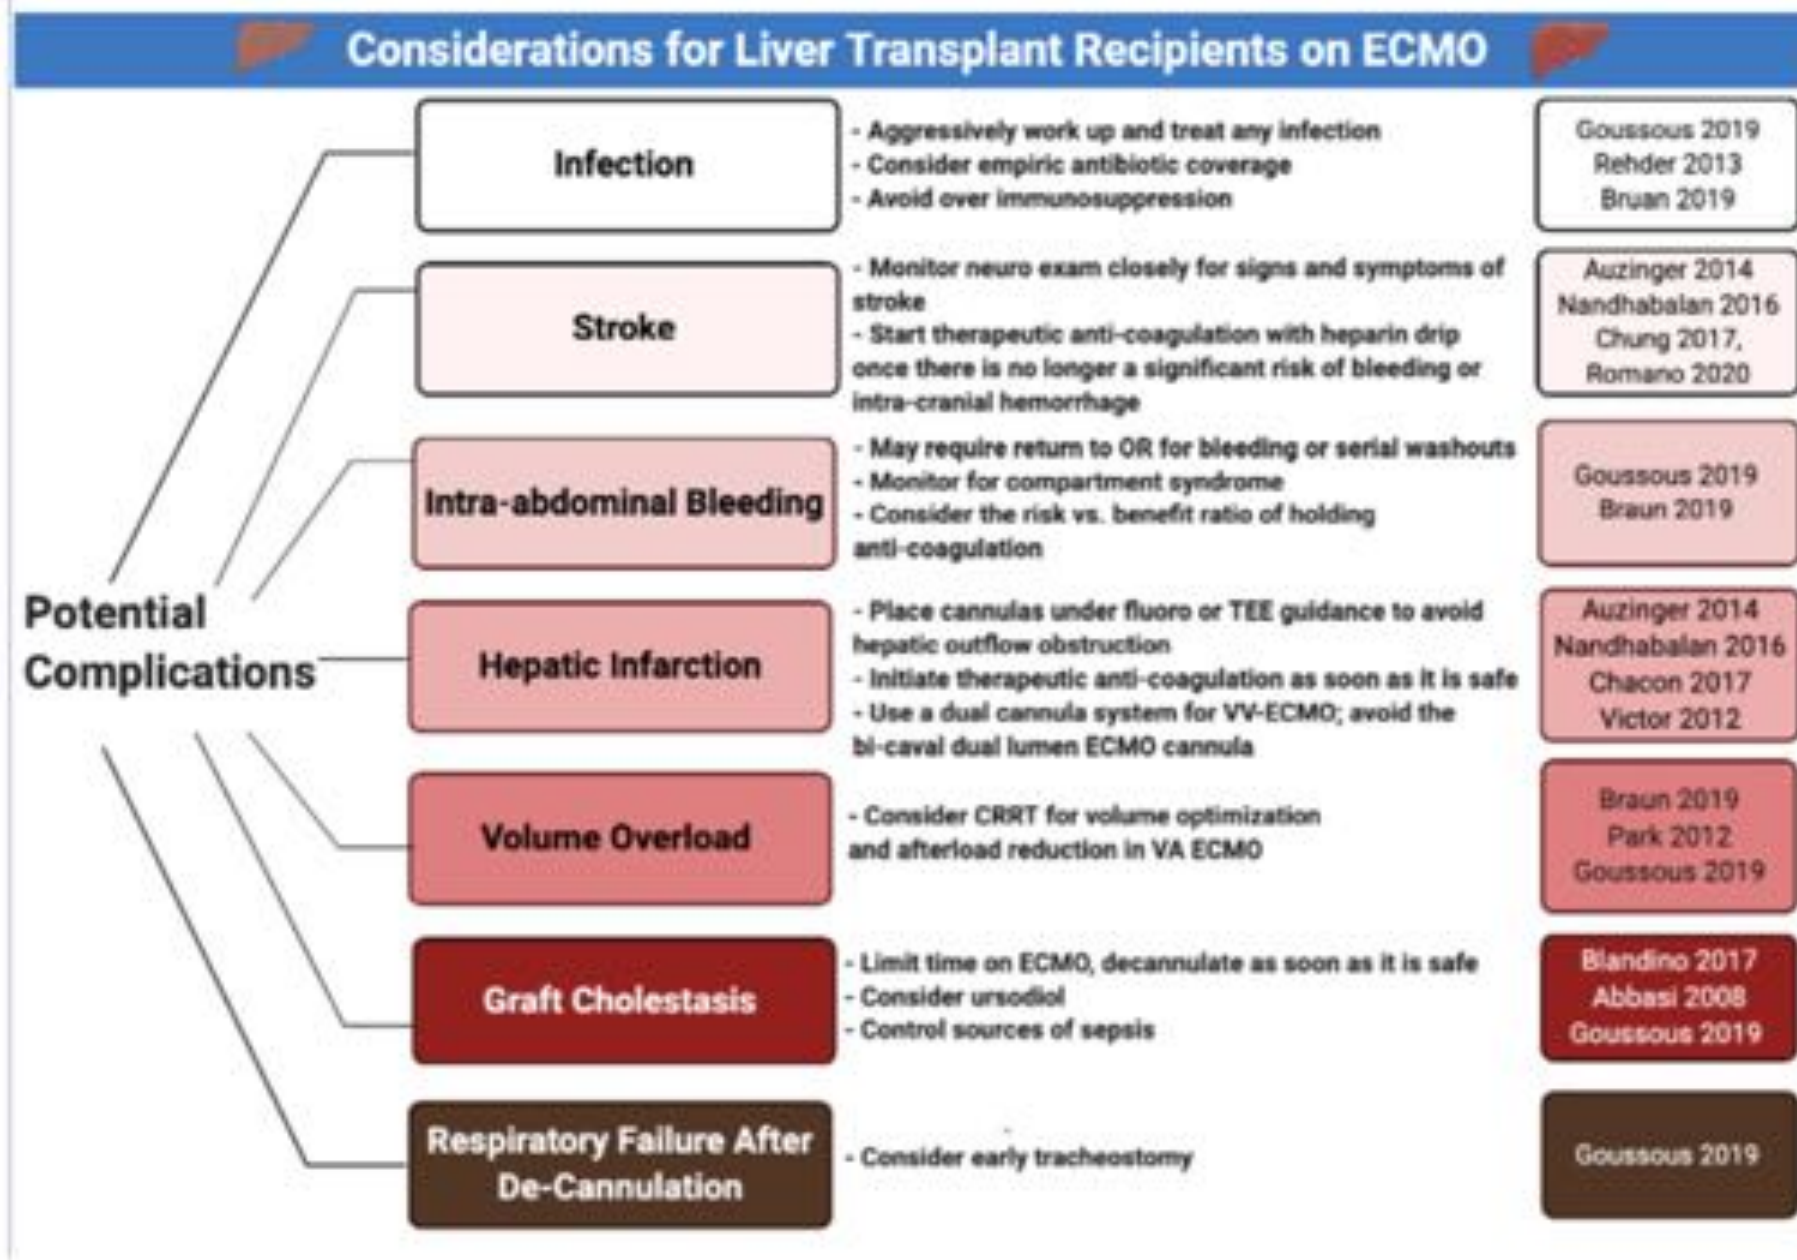 Considerations for Liver Transplant Recipients on ECMO
Potential
Complications
Infection
- Aggressively work up and treat any infection
- Consider empiric antibiotic coverage
- Avoid over immunosuppression
Goussous 2019
Rehder 2013
Bruan 2019
Stroke
- Monitor neuro exam closely for signs and symptoms of
stroke
- Start therapeutic anti-coagulation with heparin drip
once there is no longer a significant risk of bleeding or
intra-cranial hemorrhage
Auzinger 2014
Nandhabalan 2016
Chung 2017,
Romano 2020
Intra-abdominal Bleeding
- May require return to OR for bleeding or serial washouts
- Monitor for compartment syndrome
- Consider the risk vs. benefit ratio of holding
anti-coagulation
Goussous 2019
Braun 2019
Hepatic Infarction
- Place cannulas under fluoro or TEE guidance to avoid
hepatic outflow obstruction
- Initiate therapeutic anti-coagulation as soon as it is safe
- Use a dual cannula system for VV-ECMO; avoid the
bi-caval dual lumen ECMO cannula
Auzinger 2014
Nandhabalan 2016
Chacon 2017
Victor 2012
Volume Overload
- Consider CRRT for volume optimization
and afterload reduction in VA ECMO
Braun 2019
Park 2012
Goussous 2019
Graft Cholestasis
- Limit time on ECMO, decannulate as soon as it is safe
- Consider ursodiol
- Control sources of sepsis
Blandino 2017
Abbasi 2008
Goussous 2019
Respiratory Failure After
De-Cannulation
- Consider early tracheostomy
Goussous 2019